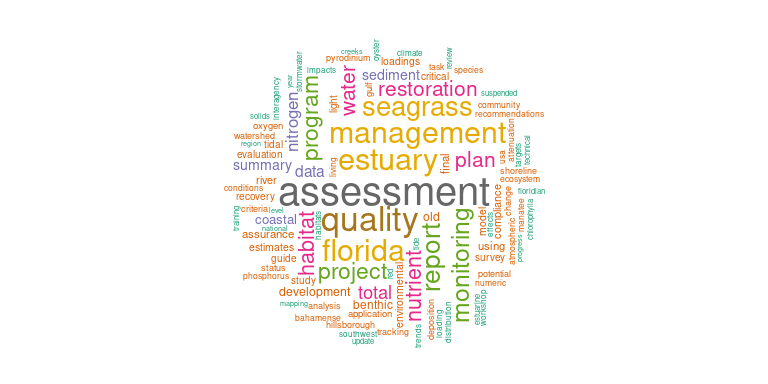 creeks
oyster
climate
review
pyrodinium
loadings
task
species
stormwater
impacts
gulf
critical
year
interagency
program
water
light
sediment
restoration
suspended
seagrass
community
recommendations
solids
nitrogen
oxygen
management
attenuation
watershed
tidal
region
evaluation
estuary
final
plan
usa
targets
technical
summary
data
living
shoreline
ecosystem
river
conditions
recovery
assessment
floridian
training
criteria
level
coastal
national
habitats
quality
old
model
effects
compliance
change
manatee
chlorophylla
assurance
habitat
florida
tide
report
monitoring
using
atmospheric
progress
estimates
guide
survey
status
phosphorus
study
project
red
nutrient
environmental
potential
numeric
development
total
mapping
analysis
benthic
application
bahamense
hillsborough
tracking
southwest
update
trends
deposition
loading
distribution
estuarine
workshop